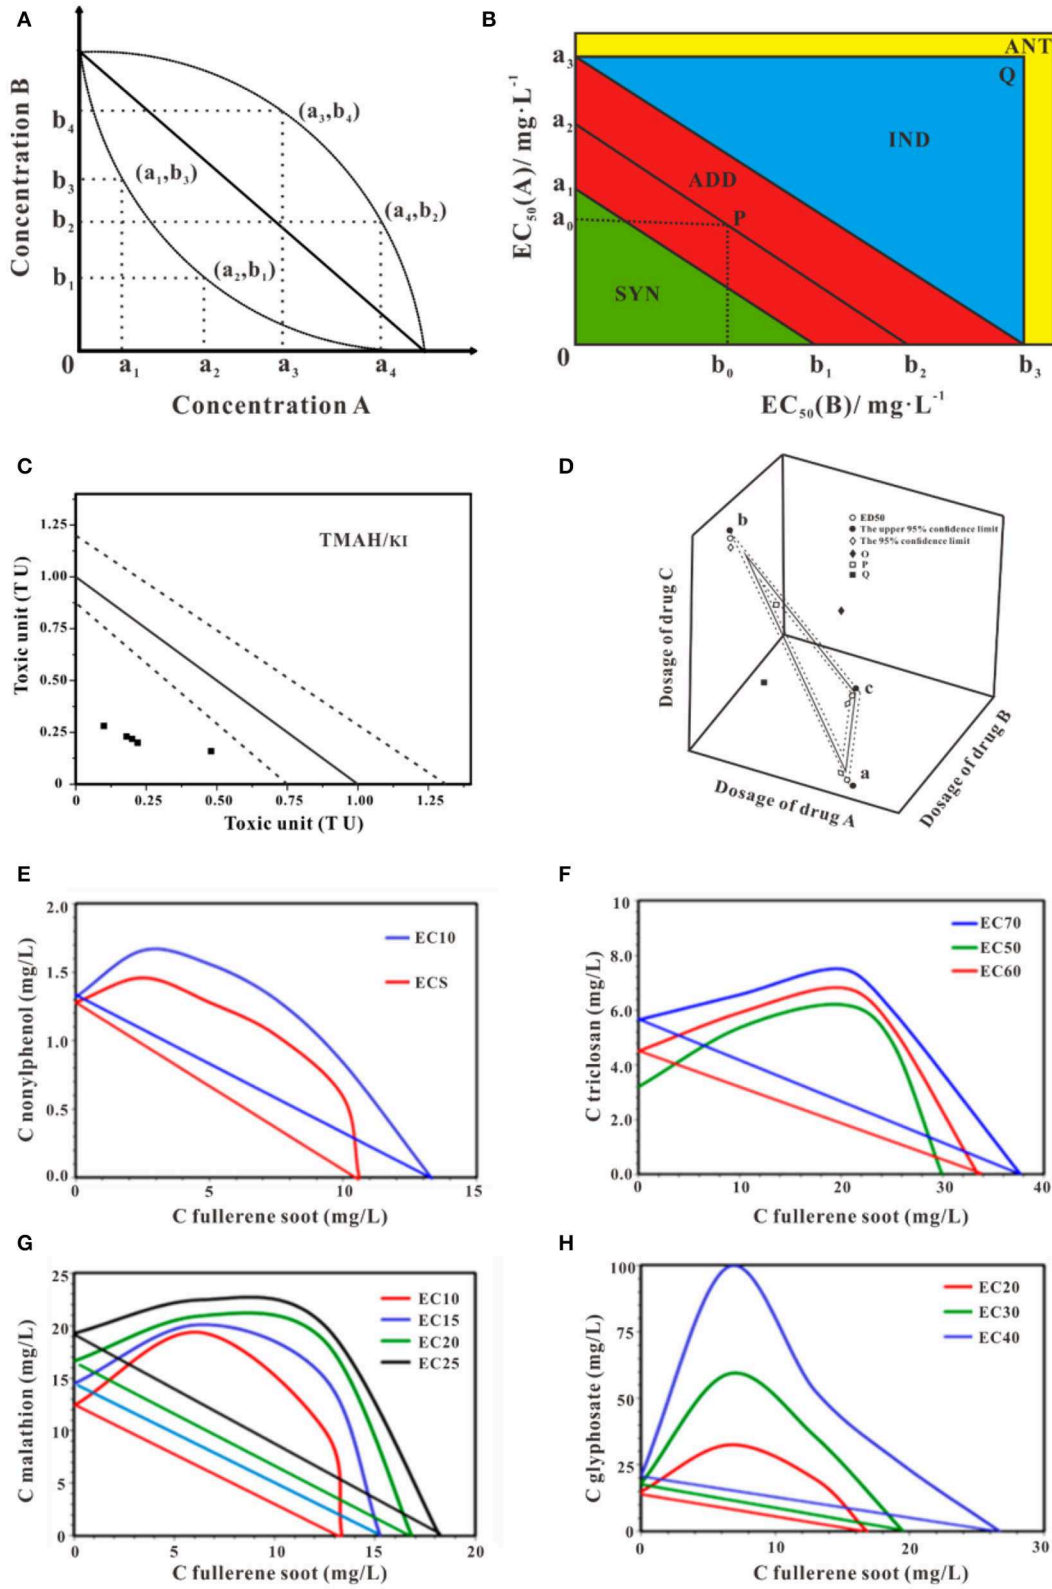 A
Concentration B
b₄
b₃
b₂
b₁
(a₃,b₄)
(a₁,b₃)
(a₄,b₂)
(a₂,b₁)
0
a₁
a₂
a₃
a₄
Concentration A
B
EC₅₀(A)/ mg·L⁻¹
a₃
a₂
a₁
a₀
ANT
Q
IND
ADD
P
SYN
0
b₀
b₁
b₂
b₃
EC₅₀(B)/ mg·L⁻¹
C
Toxic unit (TU)
1.25
1.00
0.75
0.50
0.25
0
TMAH/KI
0
0.25
0.50
0.75
1.00
1.25
Toxic unit (TU)
D
b
ED50
The upper 95% confidence limit
The 95% confidence limit
O
P
Q
c
a
Dosage of drug C
Dosage of drug A
Dosage of drug B
E
C nonylphenol (mg/L)
2.0
1.5
1.0
0.5
0.0
EC10
ECS
0
5
10
15
C fullerene soot (mg/L)
F
C triclosan (mg/L)
10
8.0
6.0
4.0
2.0
0.0
EC70
EC50
EC60
0
10
20
30
40
C fullerene soot (mg/L)
G
C malathion (mg/L)
25
20
15
10
5
0
EC10
EC15
EC20
EC25
0
5
10
15
20
C fullerene soot (mg/L)
H
C glyphosate (mg/L)
100
75
50
25
0
EC20
EC30
EC40
0
10
20
30
C fullerene soot (mg/L)